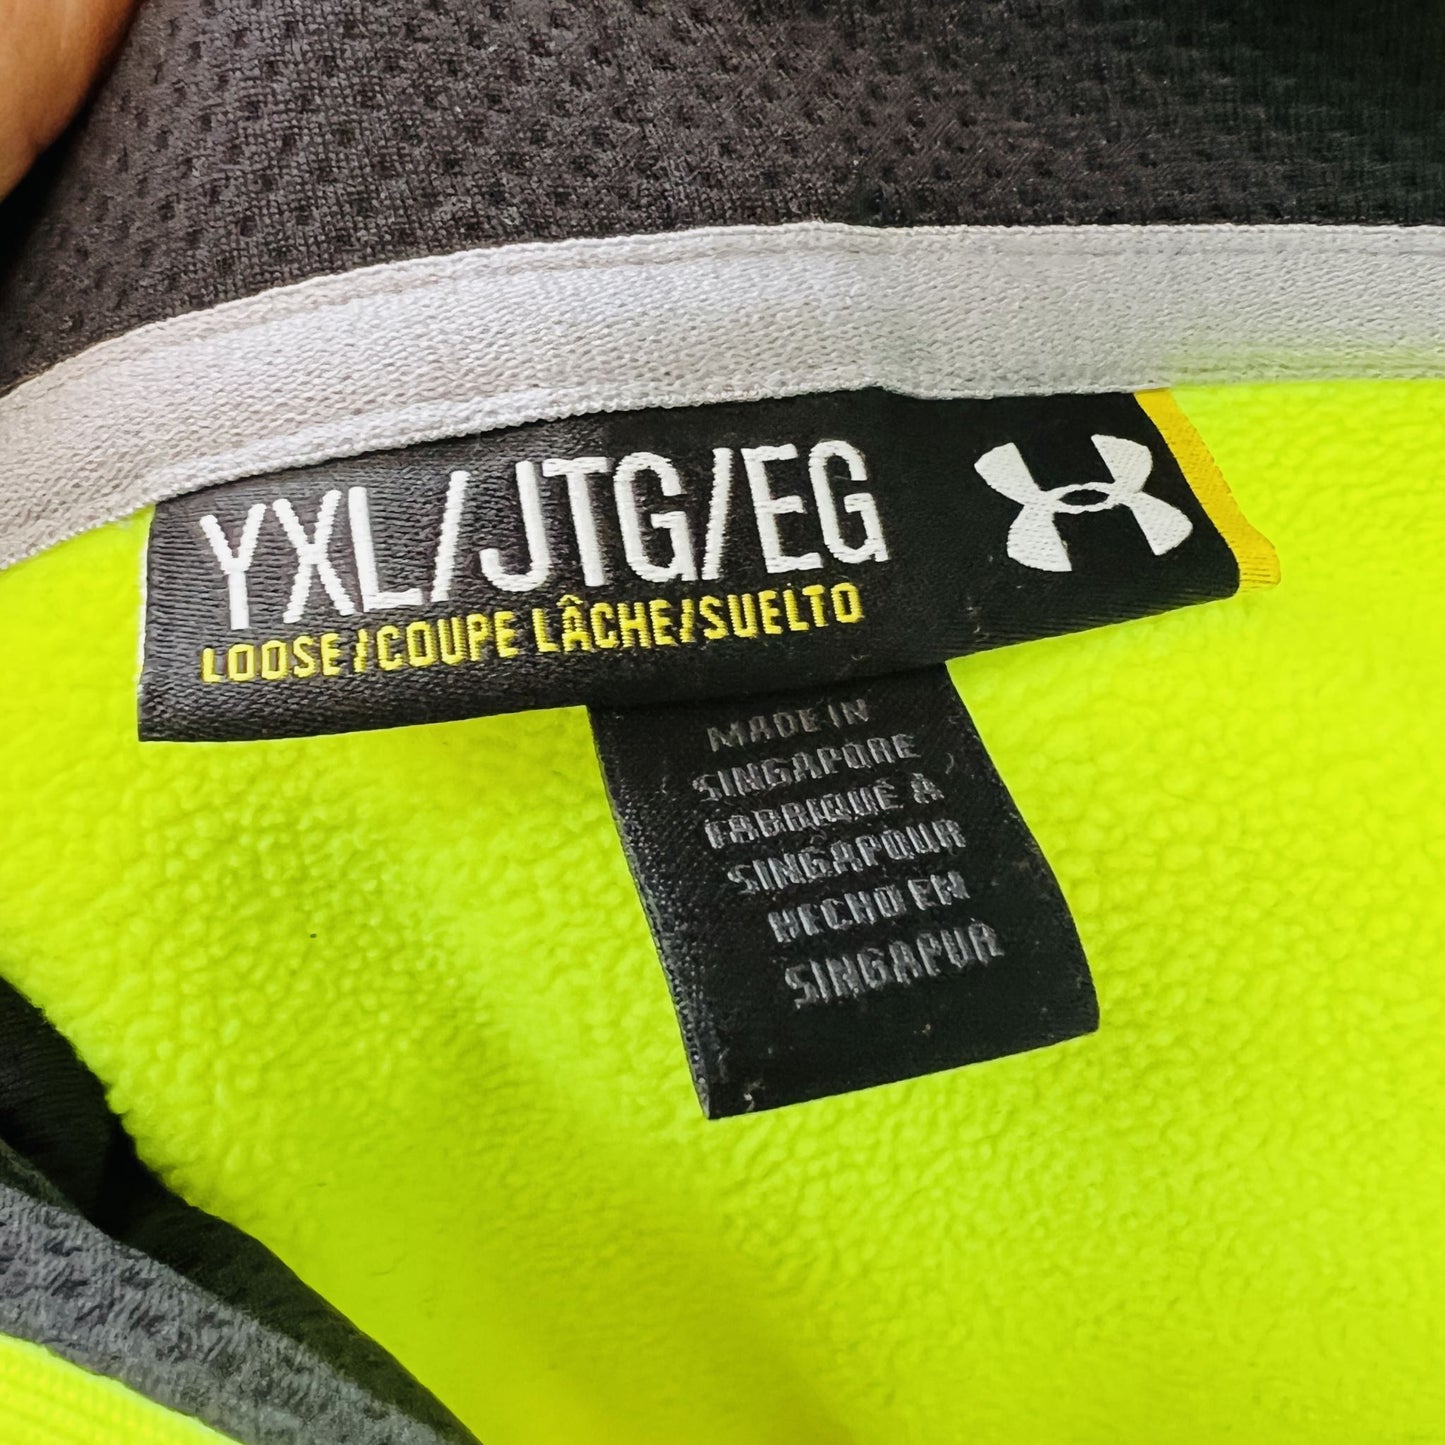 YXL/JTG/EG
LOOSE/COUPE LÂCHE/SUELTO
MADE IN
SINGAPORE
FABRIQUÉ À
SINGAPOUR
HECHO EN
SINGAPUR